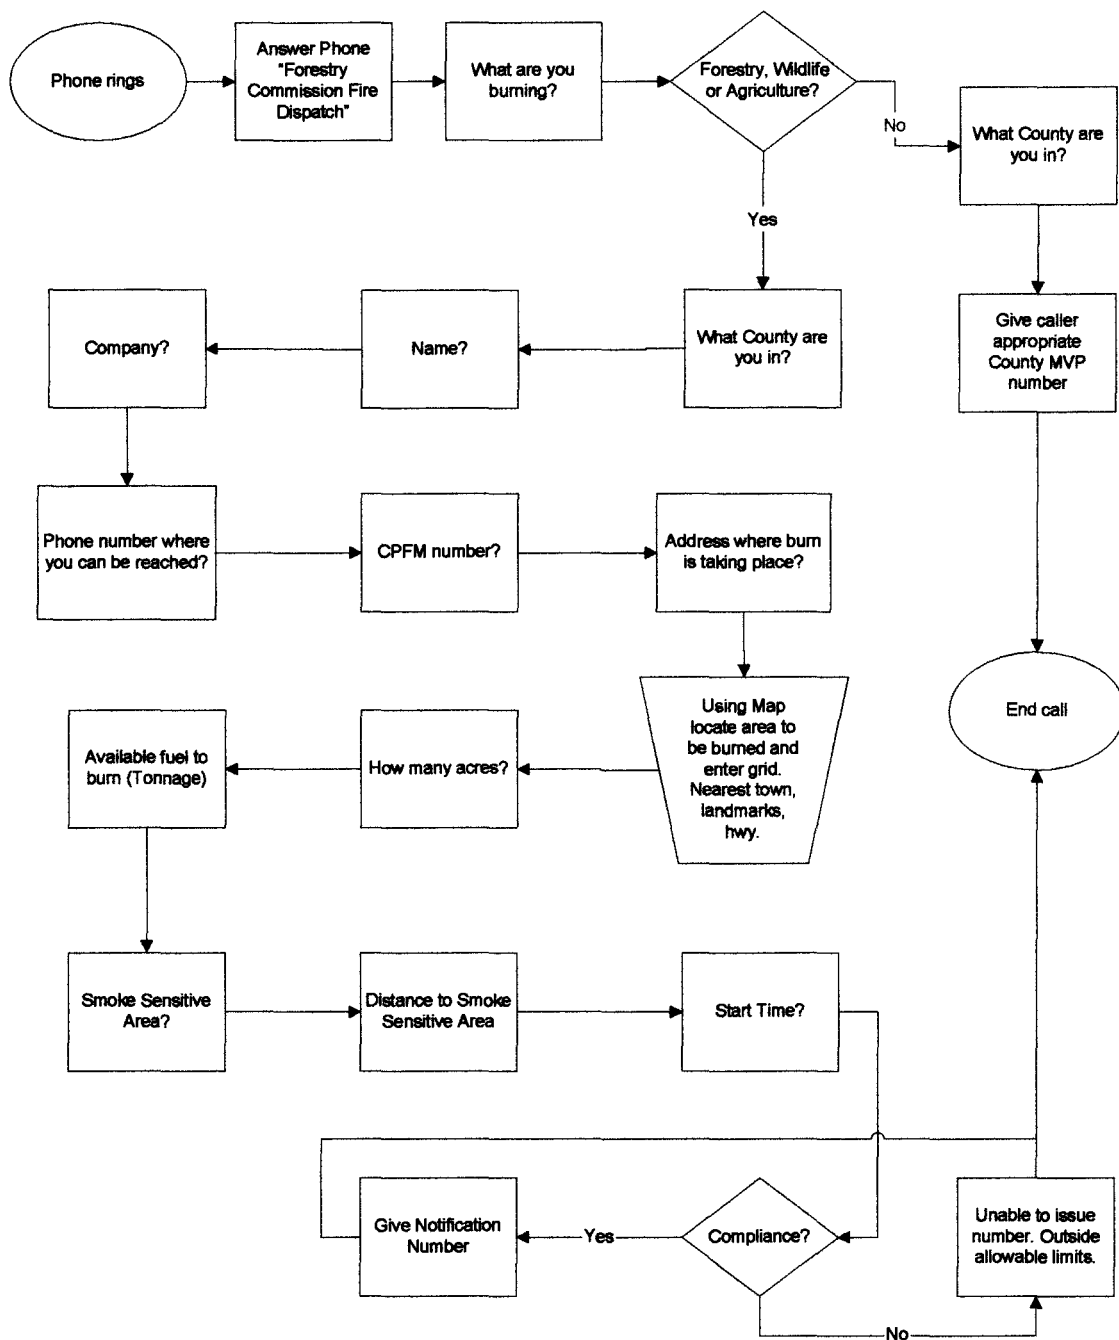 Phone rings
Answer Phone
"Forestry
Commission Fire
Dispatch"
What are you
burning?
Forestry, Wildlife
or Agriculture?
No
What County are
you in?
Yes
Company?
Name?
What County are
you in?
Give caller
appropriate
County MVP
number
Phone number where
you can be reached?
CPFM number?
Address where burn
is taking place?
Using Map
locate area to
be burned and
enter grid.
Nearest town,
landmarks,
hwy.
End call
Available fuel to
burn (Tonnage)
How many acres?
Smoke Sensitive
Area?
Distance to Smoke
Sensitive Area
Start Time?
Give Notification
Number
Yes
Compliance?
Unable to issue
number. Outside
allowable limits.
No